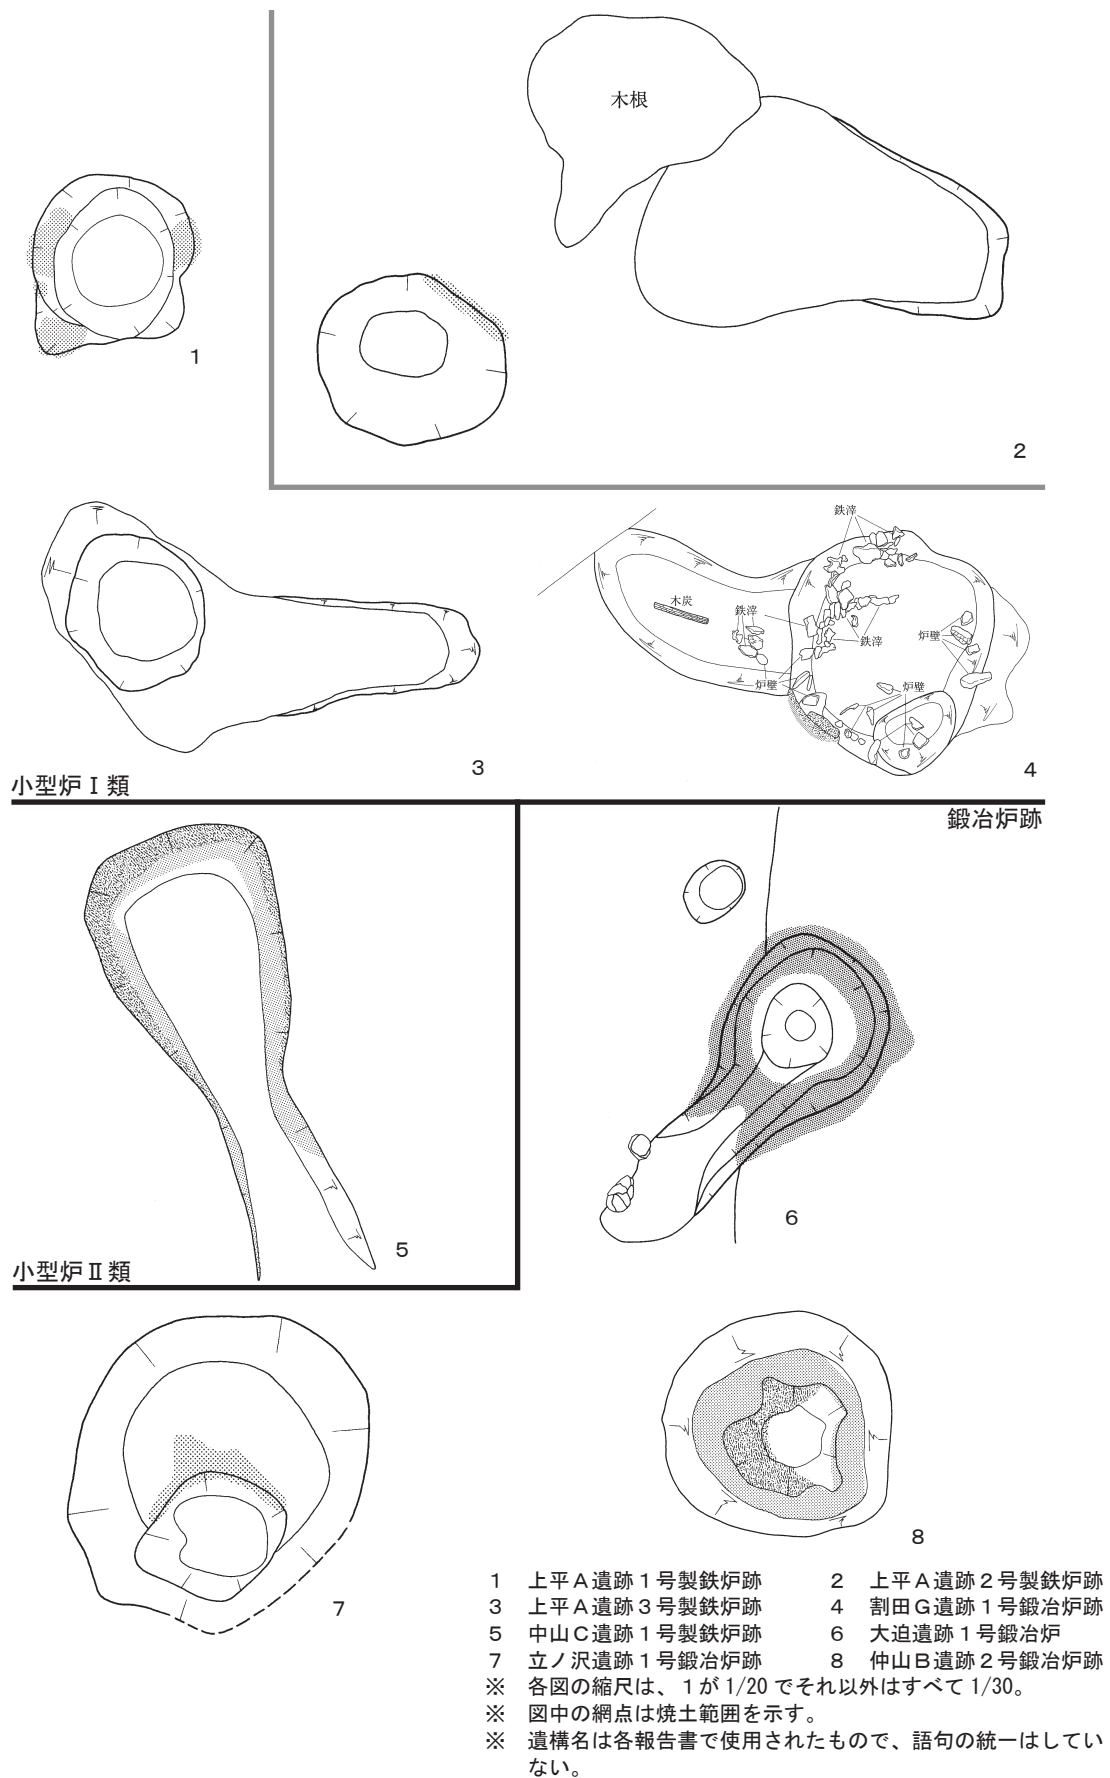 木根
1
2
鉄滓
木炭
鉄滓
鉄滓
炉壁
炉壁
炉壁
3
4
小型炉Ⅰ類
鍛冶炉跡
5
6
小型炉Ⅱ類
7
8
1 上平A遺跡1号製鉄炉跡 2 上平A遺跡2号製鉄炉跡
3 上平A遺跡3号製鉄炉跡 4 割田G遺跡1号鍛冶炉跡
5 中山C遺跡1号製鉄炉跡 6 大迫遺跡1号鍛冶炉
7 立ノ沢遺跡1号鍛冶炉跡 8 仲山B遺跡2号鍛冶炉跡
※ 各図の縮尺は、1が1/20でそれ以外はすべて1/30。
※ 図中の網点は焼土範囲を示す。
※ 遺構名は各報告書で使用されたもので、語句の統一はしてい
ない。